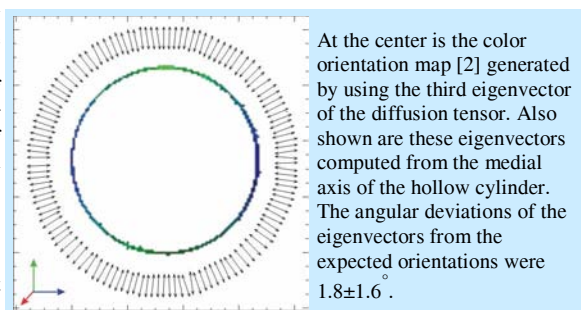 At the center is the color
orientation map [2] generated
by using the third eigenvector
of the diffusion tensor. Also
shown are these eigenvectors
computed from the medial
axis of the hollow cylinder.
The angular deviations of the
eigenvectors from the
expected orientations were
1.8±1.6°.